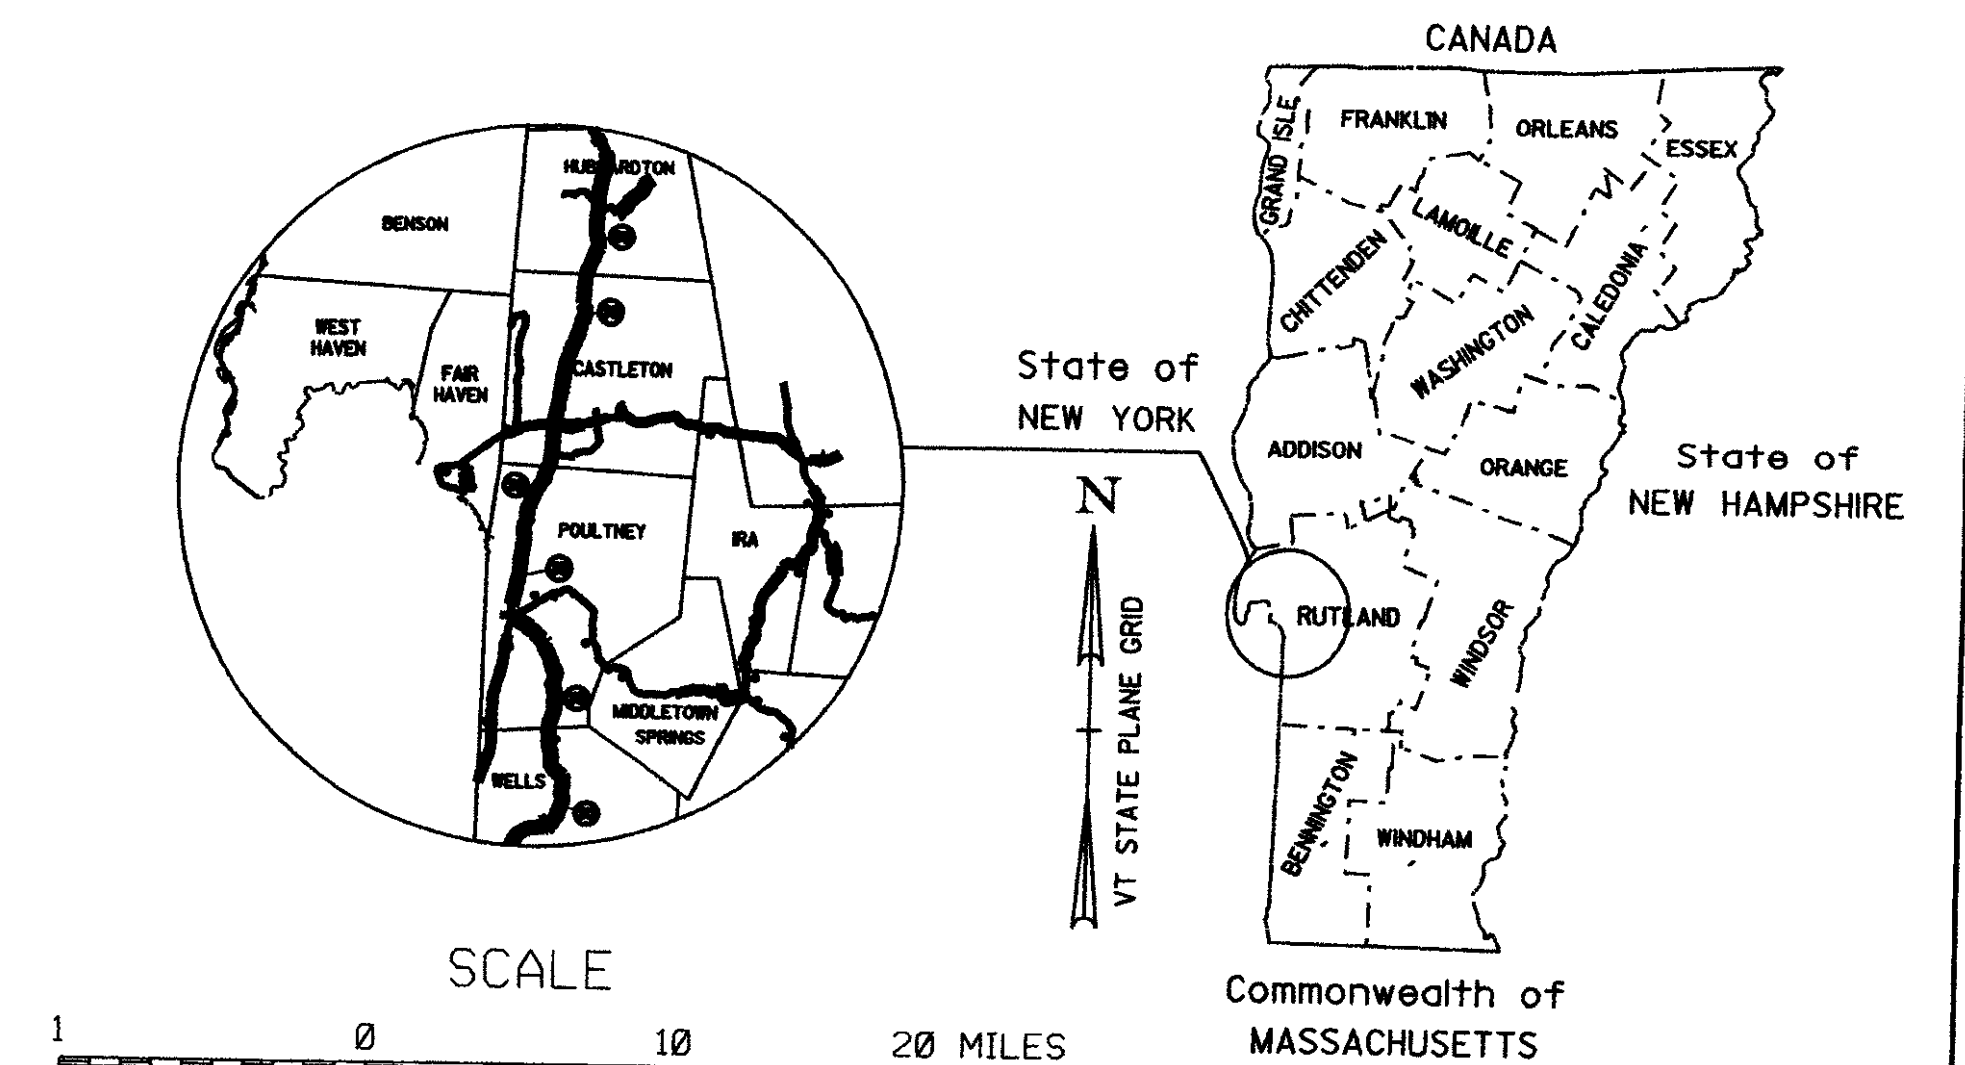 CANADA
GRAND ISLE
FRANKLIN
ORLEANS
ESSEX
LAMOILLE
CHITTENDEN
CALEDONIA
WASHINGTON
ADDISON
ORANGE
RUTLAND
WINDSOR
BENNINGTON
WINDHAM
State of
NEW YORK
State of
NEW HAMPSHIRE
Commonwealth of
MASSACHUSETTS
N
VT STATE PLANE GRID
HUBBARDTON
BENSON
WEST
HAVEN
FAIR
HAVEN
CASTLETON
POULTNEY
IRA
MIDDLETOWN
SPRINGS
WELLS
SCALE
1 0 10 20 MILES